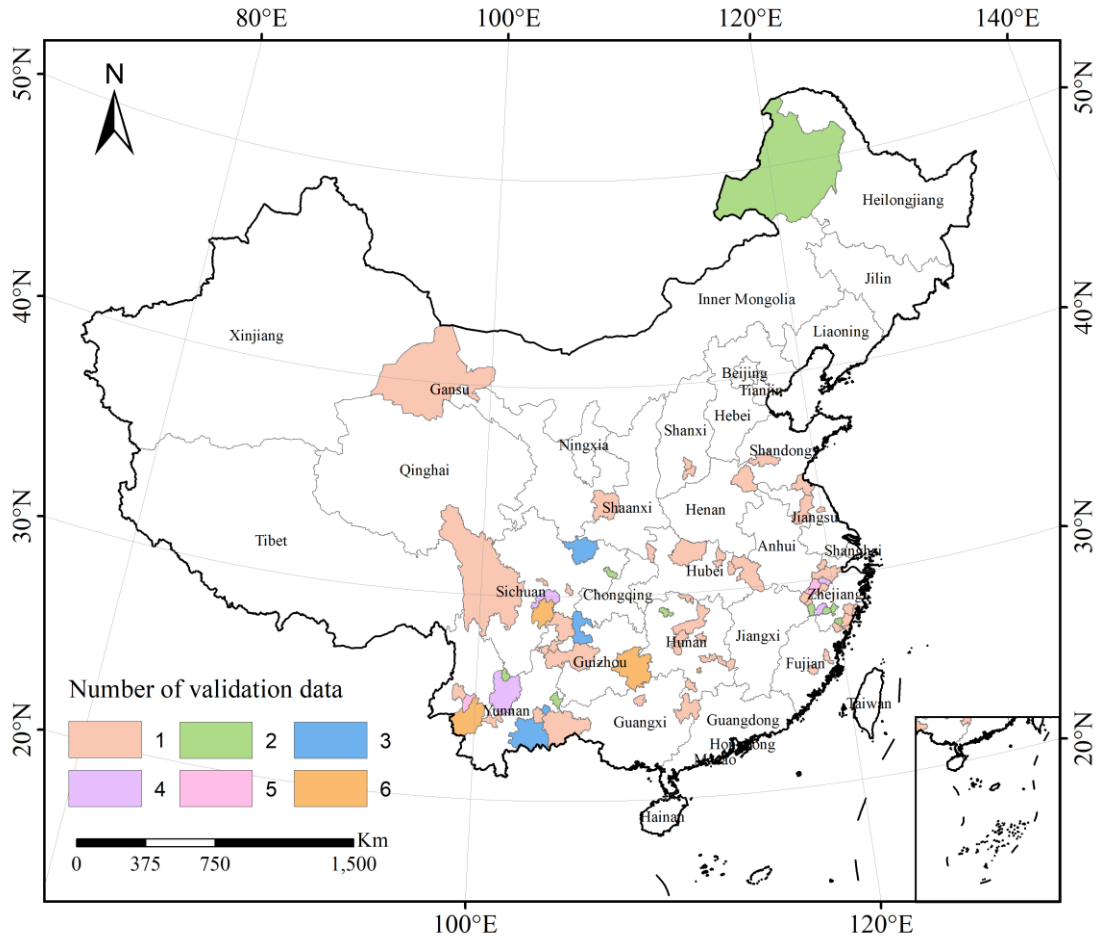 80°E 100°E 120°E 140°E
50°N
50°N
N
Heilongjiang
Jilin
Inner Mongolia
40°N
40°N
Xinjiang
Liaoning
Beijing
Tianjin
Gansu
Hebei
Shanxi
Ningxia
Shandong
Qinghai
30°N
30°N
Shaanxi
Henan
Jiangsu
Tibet
Anhui
Shanghai
Hubei
Sichuan
Chongqing
Zhejiang
Jiangxi
Hunan
Guizhou
Fujian
Number of validation data
Yunnan
Taiwan
20°N
20°N
Guangxi
Guangdong
1 2 3
4 5 6
Hainan
Km
0 375 750 1,500
100°E 120°E